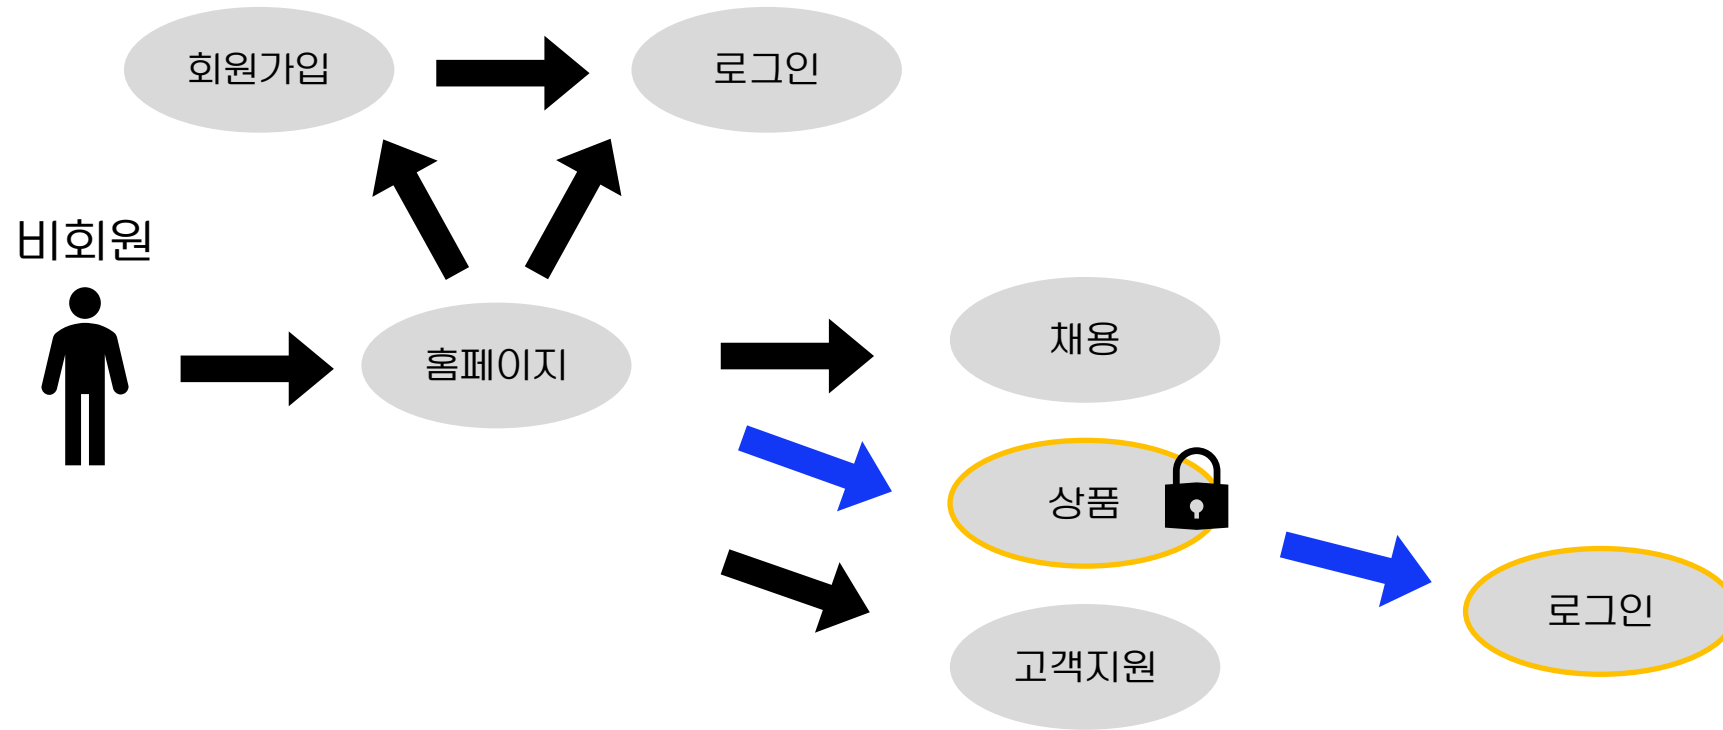 회원가입
로그인
비회원
홈페이지
채용
상품
고객지원
로그인